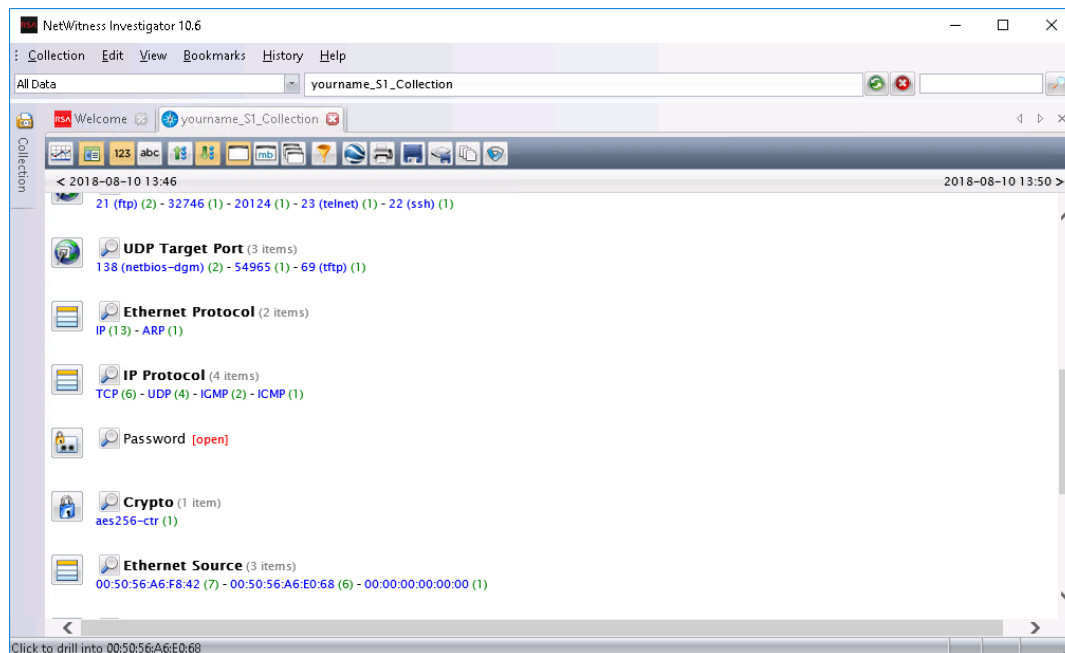 RSA NetWitness Investigator 10.6
Collection Edit View Bookmarks History Help
All Data yourname_S1_Collection
RSA Welcome yourname_S1_Collection
Collection
123 abc mb
< 2018-08-10 13:46 2018-08-10 13:50 >
21 (ftp) (2) - 32746 (1) - 20124 (1) - 23 (telnet) (1) - 22 (ssh) (1)
UDP Target Port (3 items)
138 (netbios-dgm) (2) - 54965 (1) - 69 (tftp) (1)
Ethernet Protocol (2 items)
IP (13) - ARP (1)
IP Protocol (4 items)
TCP (6) - UDP (4) - IGMP (2) - ICMP (1)
Password [open]
Crypto (1 item)
aes256-ctr (1)
Ethernet Source (3 items)
00:50:56:A6:F8:42 (7) - 00:50:56:A6:E0:68 (6) - 00:00:00:00:00:00 (1)
Click to drill into 00:50:56:A6:E0:68